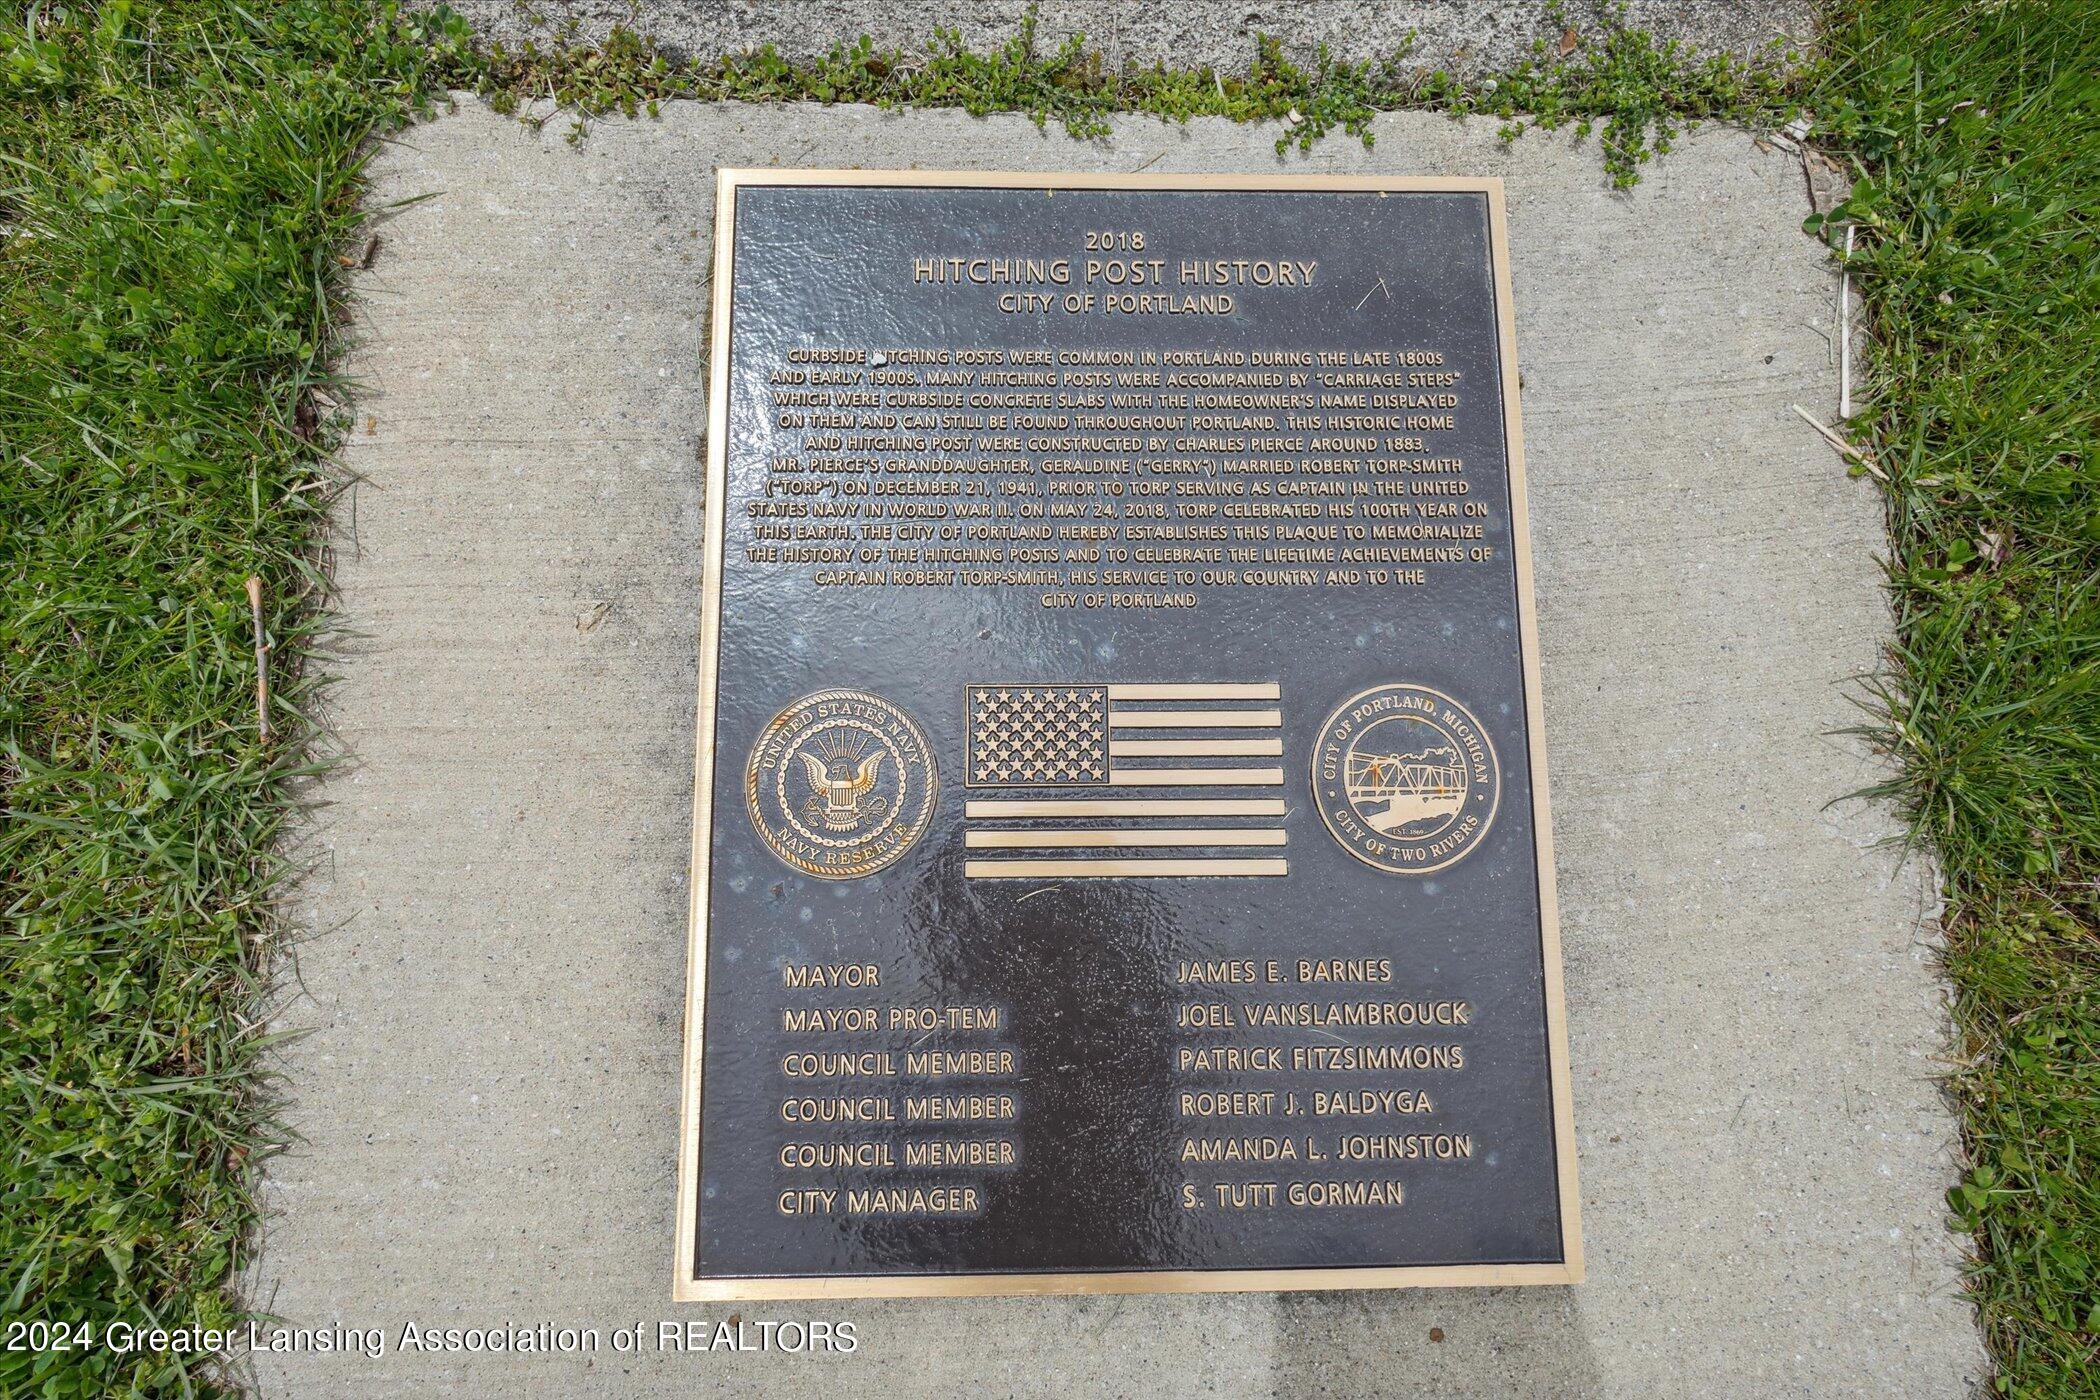 2018
HITCHING POST HISTORY
CITY OF PORTLAND
CURBSIDE HITCHING POSTS WERE COMMON IN PORTLAND DURING THE LATE 1800s
AND EARLY 1900s. MANY HITCHING POSTS WERE ACCOMPANIED BY "CARRIAGE STEPS"
WHICH WERE CURBSIDE CONCRETE SLABS WITH THE HOMEOWNER'S NAME DISPLAYED
ON THEM AND CAN STILL BE FOUND THROUGHOUT PORTLAND. THIS HISTORIC HOME
AND HITCHING POST WERE CONSTRUCTED BY CHARLES PIERCE AROUND 1883.
MR. PIERCE'S GRANDDAUGHTER, GERALDINE ("GERRY") MARRIED ROBERT TORP-SMITH
("TORP") ON DECEMBER 21, 1941, PRIOR TO TORP SERVING AS CAPTAIN IN THE UNITED
STATES NAVY IN WORLD WAR II. ON MAY 24, 2018, TORP CELEBRATED HIS 100TH YEAR ON
THIS EARTH. THE CITY OF PORTLAND HEREBY ESTABLISHES THIS PLAQUE TO MEMORIALIZE
THE HISTORY OF THE HITCHING POSTS AND TO CELEBRATE THE LIFETIME ACHIEVEMENTS OF
CAPTAIN ROBERT TORP-SMITH, HIS SERVICE TO OUR COUNTRY AND TO THE
CITY OF PORTLAND
UNITED STATES NAVY
NAVY RESERVE
CITY OF PORTLAND, MICHIGAN
EST. 1869
CITY OF TWO RIVERS
MAYOR JAMES E. BARNES
MAYOR PRO-TEM JOEL VANSLAMBROUCK
COUNCIL MEMBER PATRICK FITZSIMMONS
COUNCIL MEMBER ROBERT J. BALDYGA
COUNCIL MEMBER AMANDA L. JOHNSTON
CITY MANAGER S. TUTT GORMAN
2024 Greater Lansing Association of REALTORS